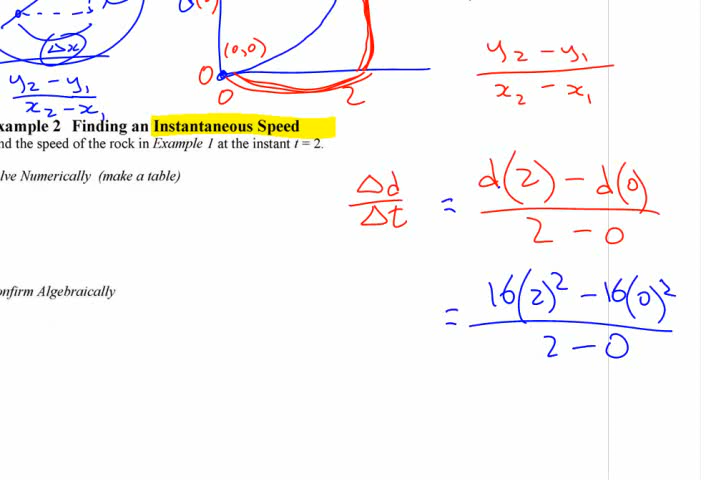 (Δx)
y₂ - y₁
x₂ - x₁
(0,0)
0
0 2
y₂ - y₁
x₂ - x₁
xample 2 Finding an Instantaneous Speed
nd the speed of the rock in Example 1 at the instant t = 2.
lve Numerically (make a table)
Δd/Δt = d(2) - d(0) / 2 - 0
nfirm Algebraically
= 16(2)² - 16(0)² / 2 - 0